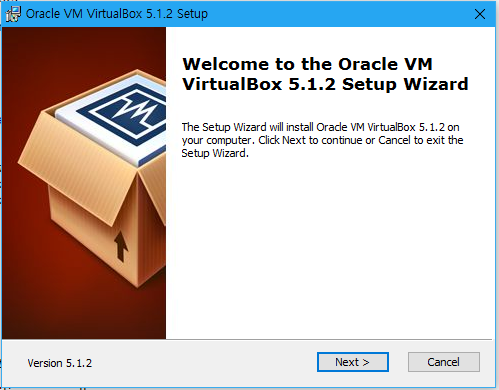 Oracle VM VirtualBox 5.1.2 Setup
Welcome to the Oracle VM
VirtualBox 5.1.2 Setup Wizard
The Setup Wizard will install Oracle VM VirtualBox 5.1.2 on
your computer. Click Next to continue or Cancel to exit the
Setup Wizard.
Version 5.1.2
Next >
Cancel